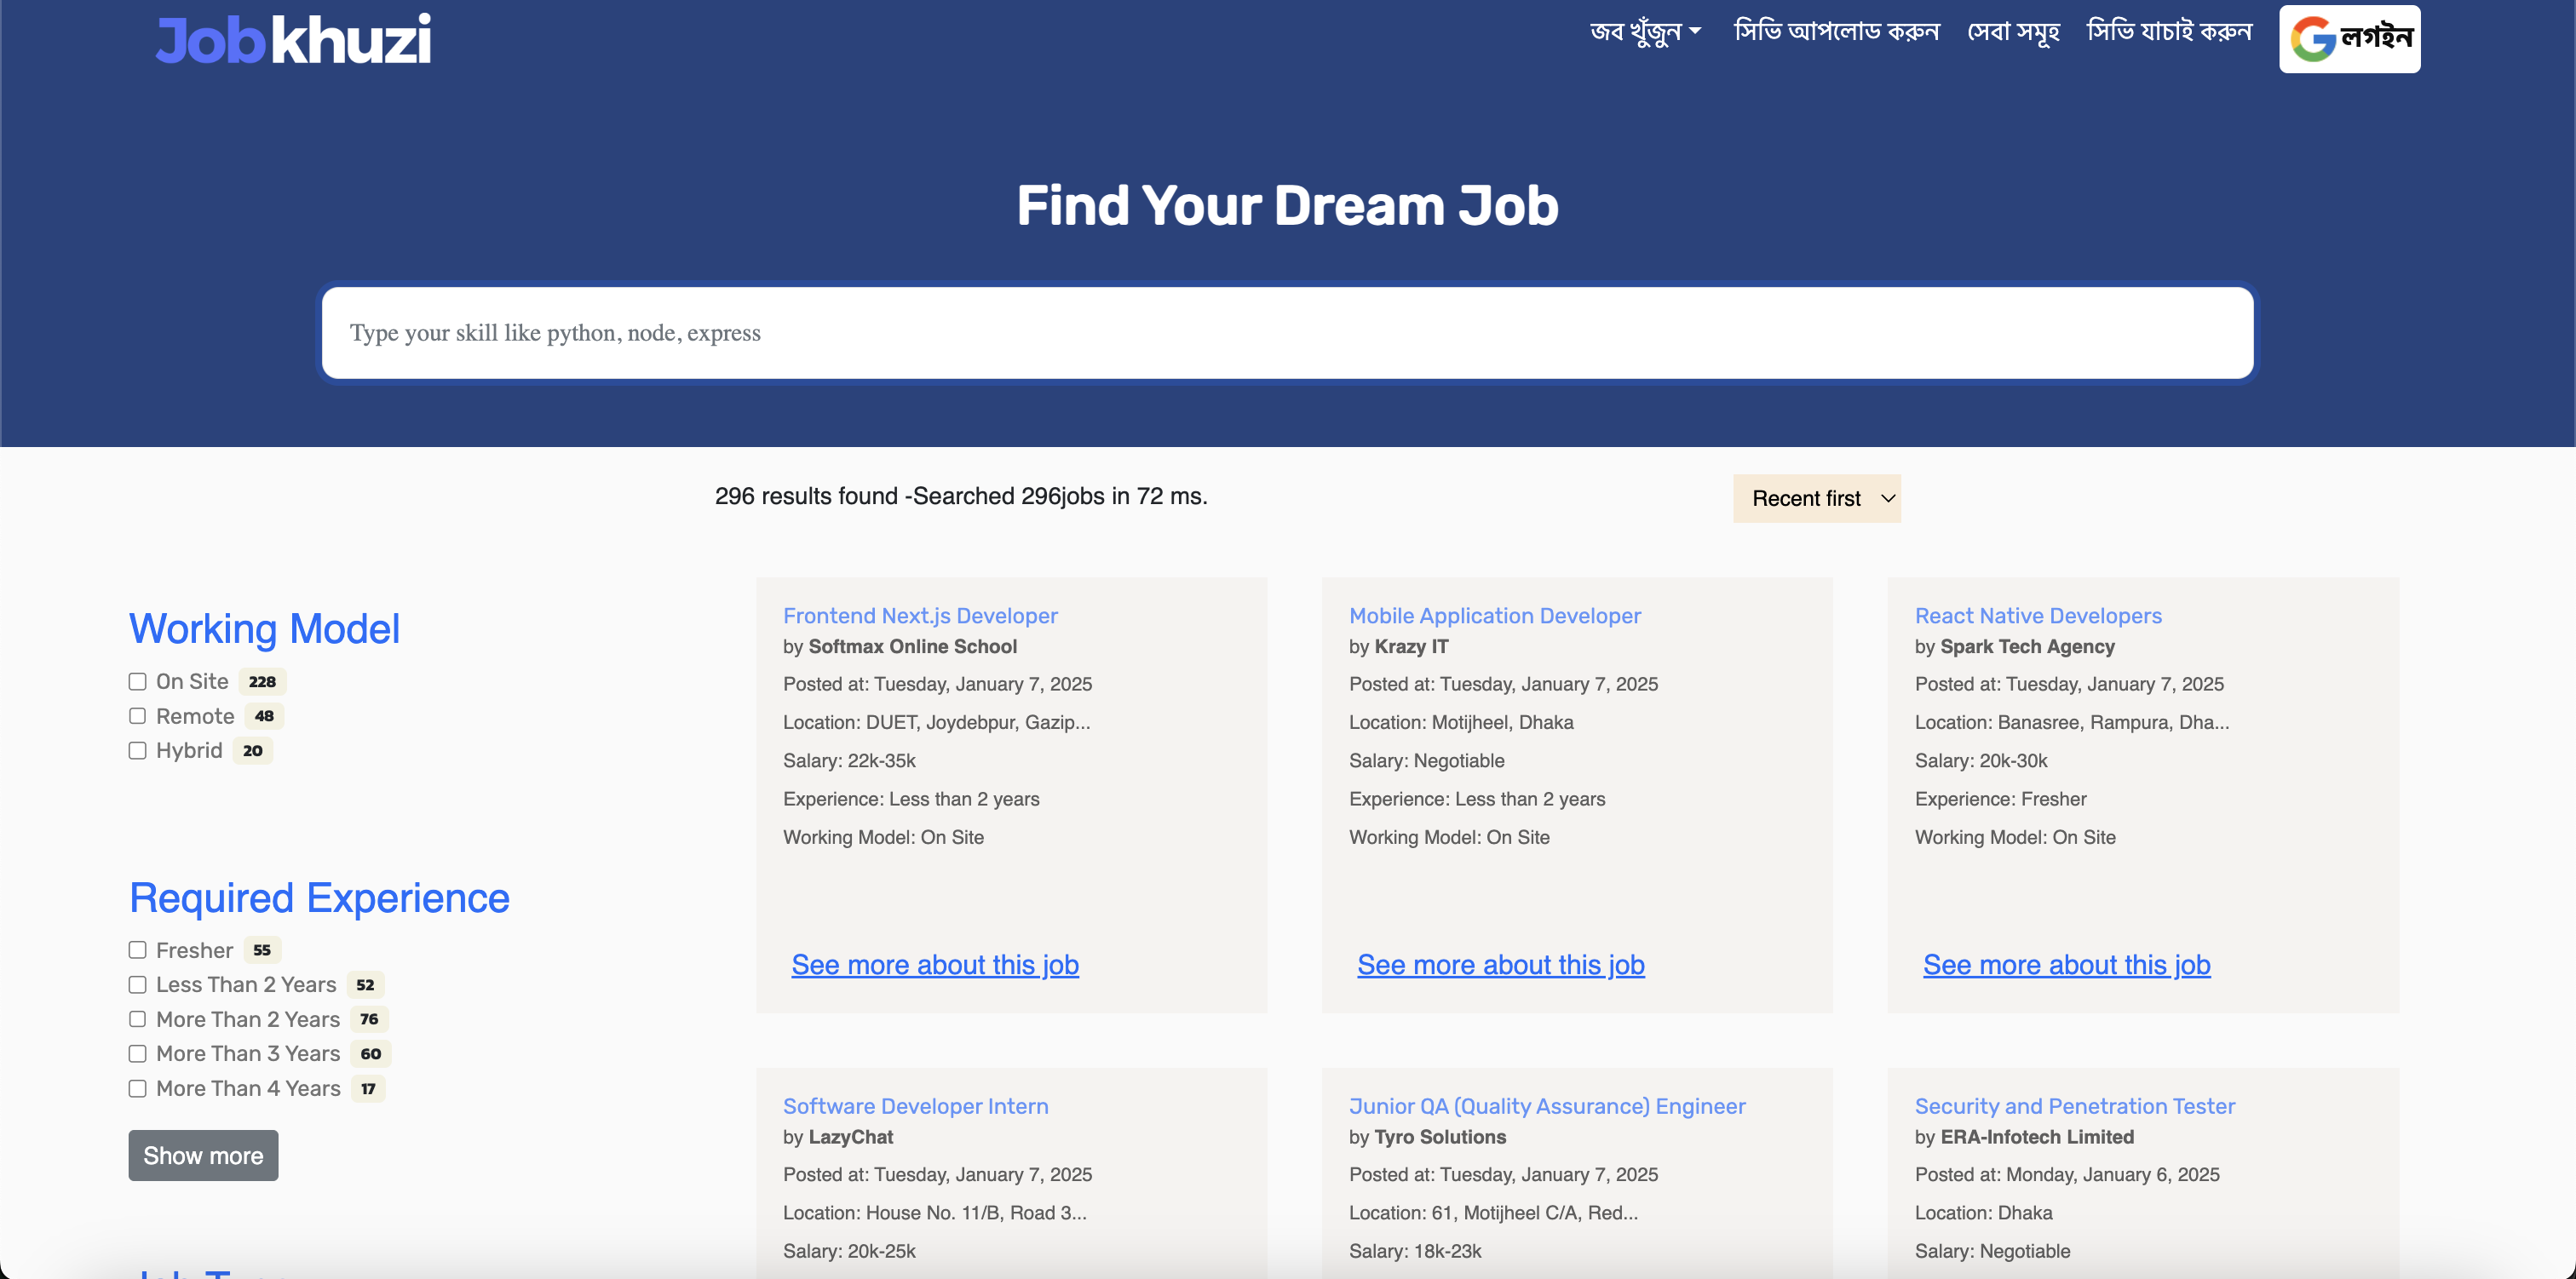 Jobkhuzi
জব খুঁজুন সিভি আপলোড করুন সেবা সমূহ সিভি যাচাই করুন লগইন
Find Your Dream Job
Type your skill like python, node, express
296 results found -Searched 296jobs in 72 ms.
Recent first
Working Model
On Site 228
Remote 48
Hybrid 20
Required Experience
Fresher 55
Less Than 2 Years 52
More Than 2 Years 76
More Than 3 Years 60
More Than 4 Years 17
Show more
Frontend Next.js Developer
by Softmax Online School
Posted at: Tuesday, January 7, 2025
Location: DUET, Joydebpur, Gazip...
Salary: 22k-35k
Experience: Less than 2 years
Working Model: On Site
See more about this job
Mobile Application Developer
by Krazy IT
Posted at: Tuesday, January 7, 2025
Location: Motijheel, Dhaka
Salary: Negotiable
Experience: Less than 2 years
Working Model: On Site
See more about this job
React Native Developers
by Spark Tech Agency
Posted at: Tuesday, January 7, 2025
Location: Banasree, Rampura, Dha...
Salary: 20k-30k
Experience: Fresher
Working Model: On Site
See more about this job
Software Developer Intern
by LazyChat
Posted at: Tuesday, January 7, 2025
Location: House No. 11/B, Road 3...
Salary: 20k-25k
Junior QA (Quality Assurance) Engineer
by Tyro Solutions
Posted at: Tuesday, January 7, 2025
Location: 61, Motijheel C/A, Red...
Salary: 18k-23k
Security and Penetration Tester
by ERA-Infotech Limited
Posted at: Monday, January 6, 2025
Location: Dhaka
Salary: Negotiable